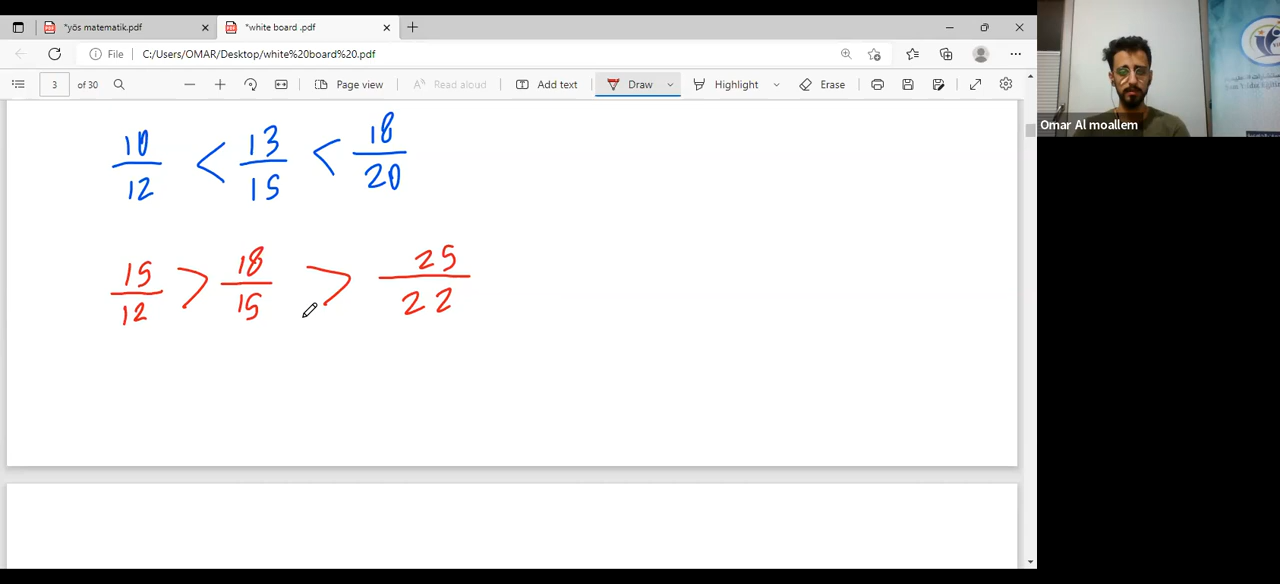 *yös matematik.pdf
*white board .pdf
File C:/Users/OMAR/Desktop/white%20board%20.pdf
3 of 30 Page view Read aloud Add text Draw Highlight Erase
10/12 < 13/15 < 18/20
15/12 > 18/15 > 25/22
Omar Al moallem